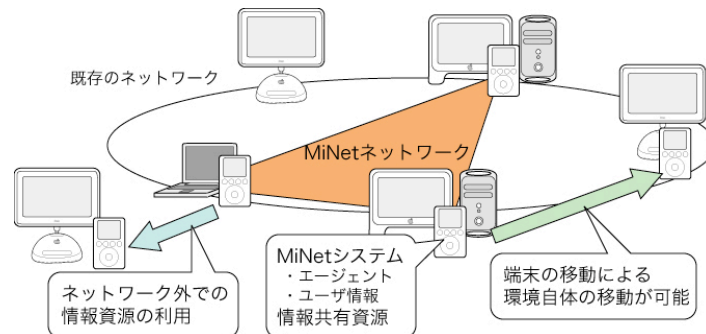 既存のネットワーク
MiNetネットワーク
MiNetシステム
・エージェント
・ユーザ情報
情報共有資源
ネットワーク外での
情報資源の利用
端末の移動による
環境自体の移動が可能